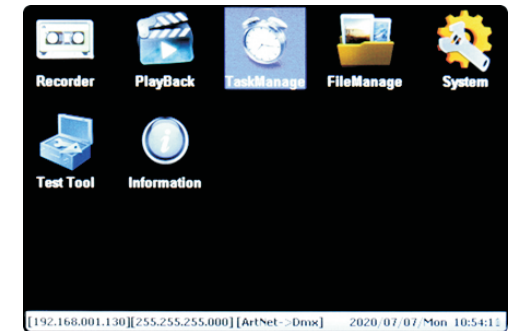 Recorder PlayBack TaskManage FileManage System
Test Tool Information
[192.168.001.130][255.255.255.000] [ArtNet->Dmx] 2020/07/07/Mon 10:54:11